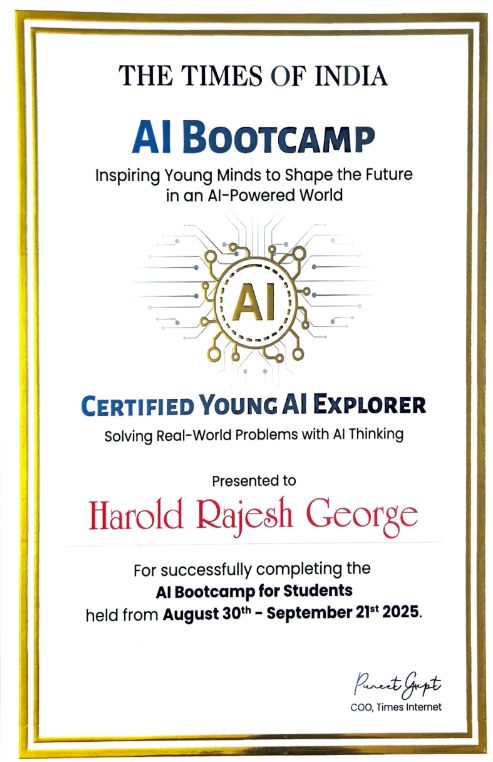 THE TIMES OF INDIA
AI BOOTCAMP
Inspiring Young Minds to Shape the Future
in an AI-Powered World
AI
CERTIFIED YOUNG AI EXPLORER
Solving Real-World Problems with AI Thinking
Presented to
Harold Rajesh George
For successfully completing the
AI Bootcamp for Students
held from August 30th - September 21st 2025.
Puneet Gupt
COO, Times Internet